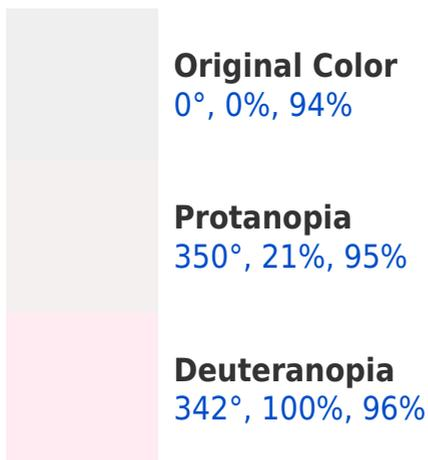 Original Color
0°, 0%, 94%
Protanopia
350°, 21%, 95%
Deuteranopia
342°, 100%, 96%